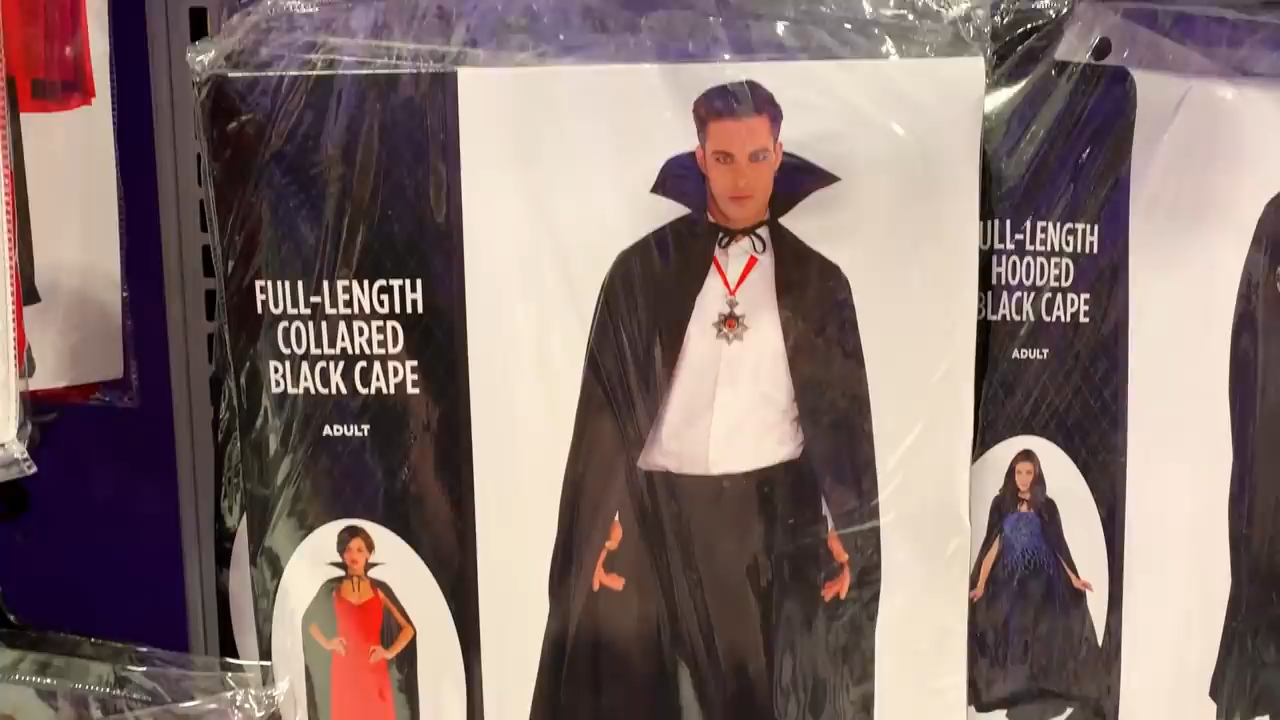 FULL-LENGTH
COLLARED
BLACK CAPE
ADULT
ULL-LENGTH
HOODED
BLACK CAPE
ADULT